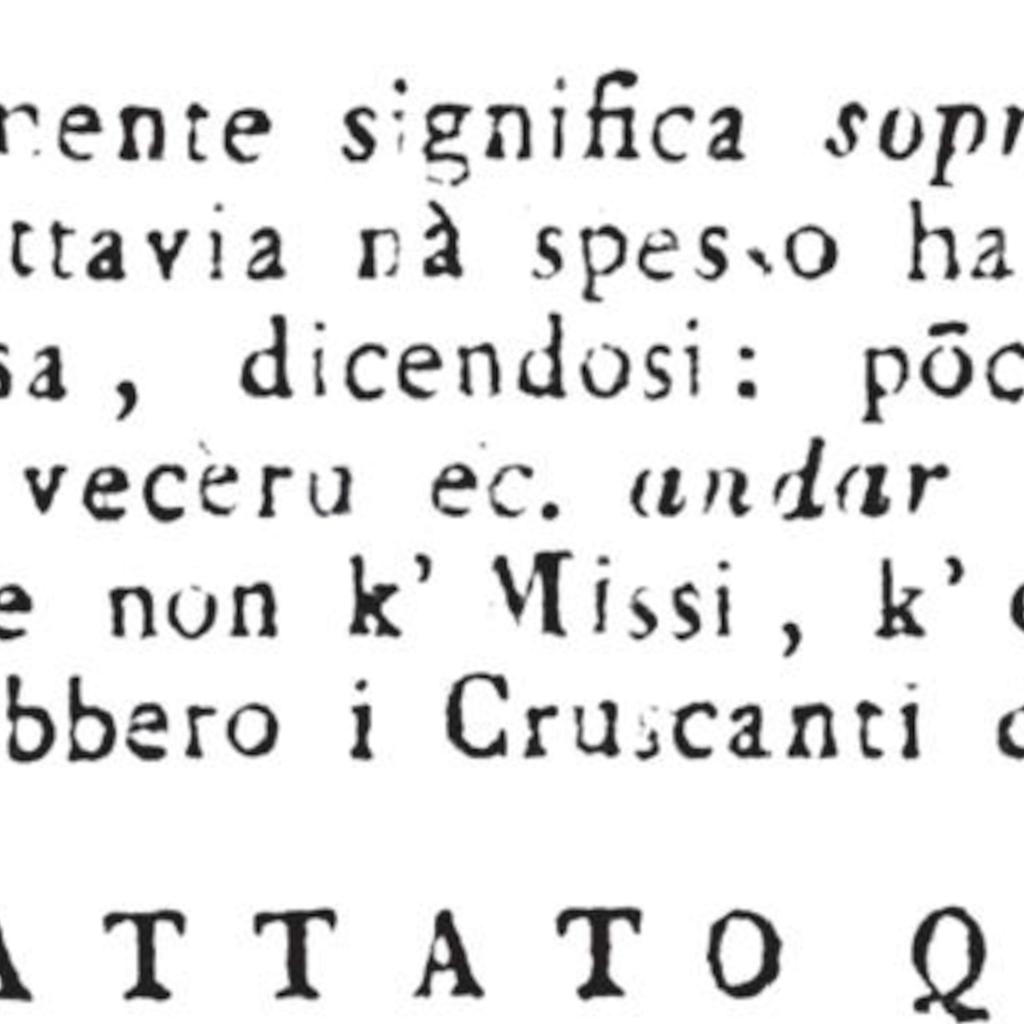 rente significa sopr
ttavia nà spesso ha
sa , dicendosi : pōc
vecèru ec. andar
e non k' Missi , k'
bbero i Cruscanti
ATTATO Q